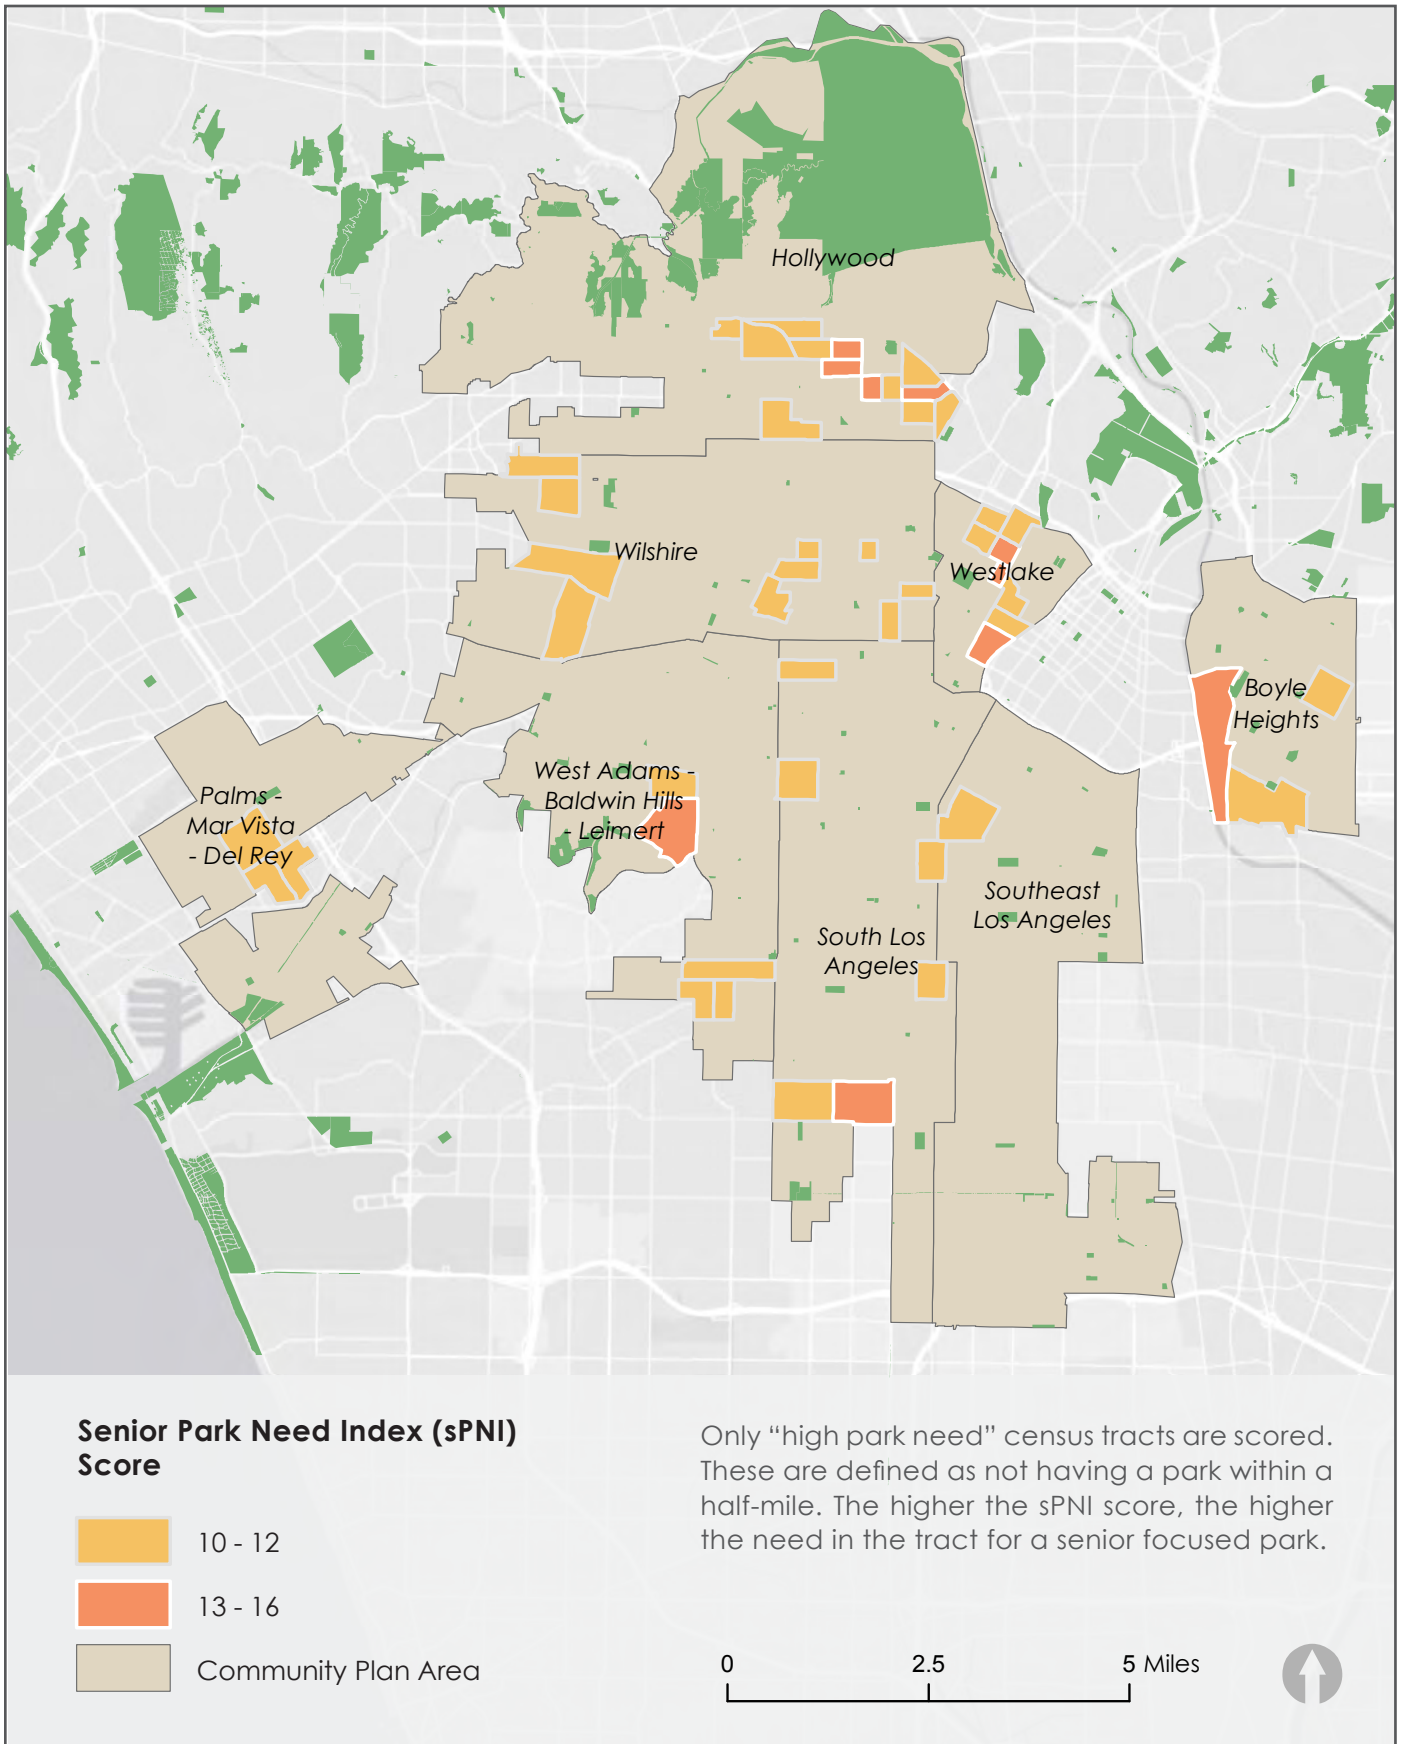 Hollywood
Wilshire
Westlake
Boyle
Heights
West Adams -
Baldwin Hills
- Leimert
Palms -
Mar Vista
- Del Rey
Southeast
Los Angeles
South Los
Angeles
Senior Park Need Index (sPNI)
Score
10 - 12
13 - 16
Community Plan Area
Only “high park need” census tracts are scored.
These are defined as not having a park within a
half-mile. The higher the sPNI score, the higher
the need in the tract for a senior focused park.
0 2.5 5 Miles